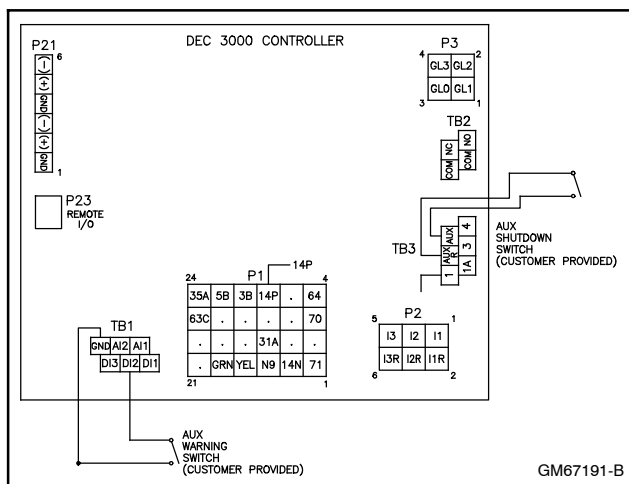 DEC 3000 CONTROLLER
P21
6
(-)
(+)
GND
(-)
(+)
GND
1
P23
REMOTE
I/O
P3
4 2
GL3 GL2
GL0 GL1
3 1
TB2
COM NC
COM NO
TB3
1 AUX R AUX
1A 3 4
AUX
SHUTDOWN
SWITCH
(CUSTOMER PROVIDED)
14P
24 P1 4
35A 5B 3B 14P . 64
63C . . . . 70
. . . 31A . .
. GRN YEL N9 14N 71
21 1
P2
5 1
I3 I2 I1
I3R I2R I1R
6 2
TB1
GND AI2 AI1
DI3 DI2 DI1
AUX
WARNING
SWITCH
(CUSTOMER PROVIDED)
GM67191-B